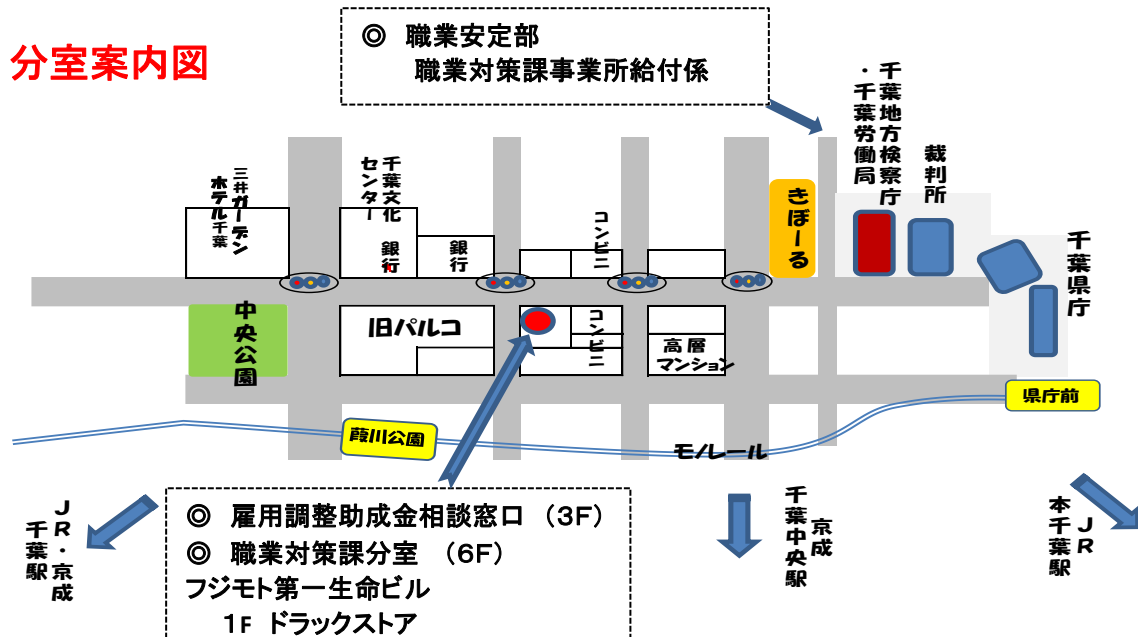 分室案内図
◎ 職業安定部
職業対策課事業所給付係
三井ガーデン
ホテル千葉
千葉文化
センター
銀行
銀行
コンビニ
きぼーる
千葉地方検察庁
・千葉労働局
裁判所
千葉県庁
中央公園
旧パルコ
コンビニ
高層
マンション
県庁前
葭川公園
モノレール
JR・京成
千葉駅
◎ 雇用調整助成金相談窓口 （3F）
◎ 職業対策課分室 （6F）
フジモト第一生命ビル
1F ドラックストア
京成
千葉中央駅
JR
本千葉駅